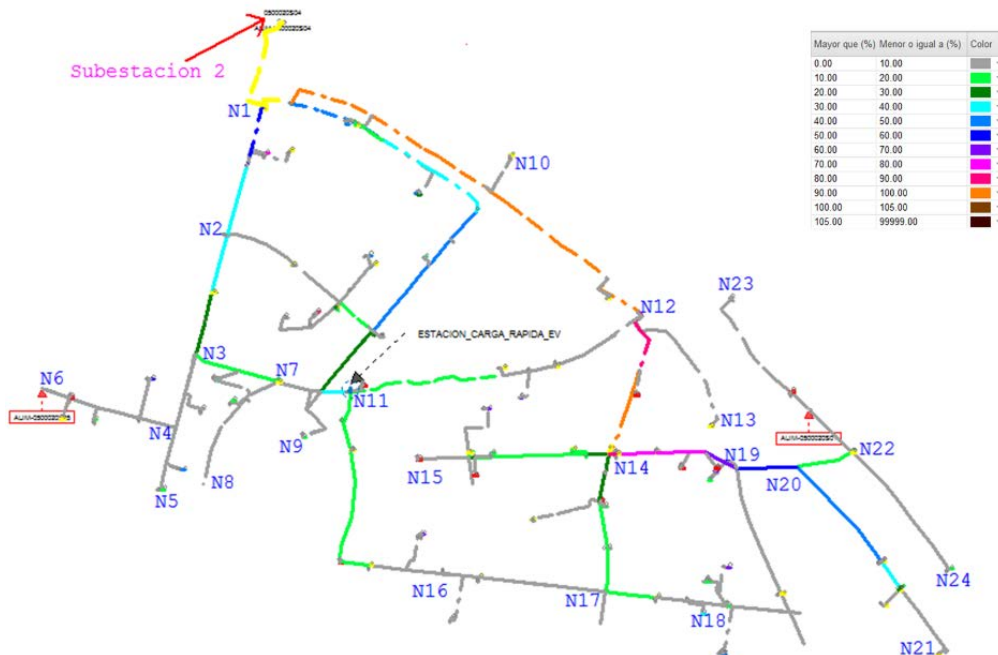 0500020S04
Subestacion 2
Mayor que (%) Menor o igual a (%) Color
0.00 10.00
10.00 20.00
20.00 30.00
30.00 40.00
40.00 50.00
50.00 60.00
60.00 70.00
70.00 80.00
80.00 90.00
90.00 100.00
100.00 105.00
105.00 99999.00
N1
N10
N2
N23
N12
ESTACION_CARGA_RAPIDA_EV
N3
N7
N6
N11
N13
N4
N9
N22
N14
N19
N15
N8
N20
N5
N24
N16
N17
N18
N21